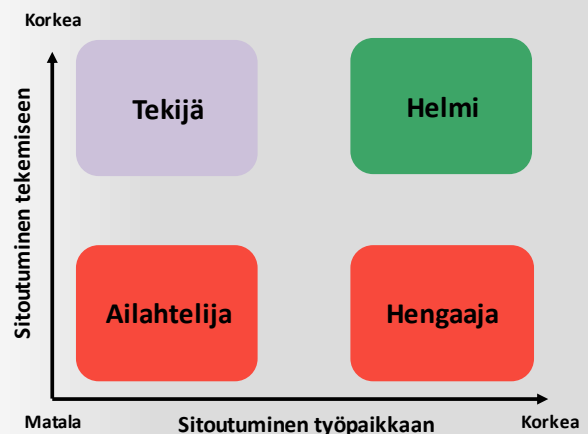 Korkea
Sitoutuminen tekemiseen
Tekijä
Helmi
Ailahtelija
Hengaaja
Matala
Sitoutuminen työpaikkaan
Korkea